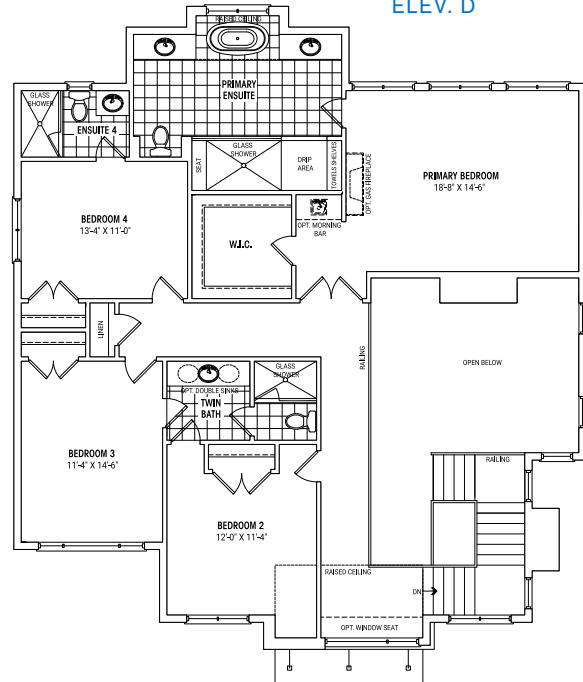 ELEV. D
RAISED CEILING
PRIMARY
ENSUITE
GLASS
SHOWER
ENSUITE 4
SEAT
GLASS
SHOWER
DRIP
AREA
TOWELS SHELVES
OPT. GAS FIREPLACE
PRIMARY BEDROOM
18'-8" X 14'-6"
BEDROOM 4
13'-4" X 11'-0"
W.I.C.
OPT. MORNING
BAR
LINEN
RAILING
OPEN BELOW
GLASS
SHOWER
OPT. DOUBLE SINKS
TWIN
BATH
BEDROOM 3
11'-4" X 14'-6"
RAILING
BEDROOM 2
12'-0" X 11'-4"
RAISED CEILING
DN
OPT. WINDOW SEAT